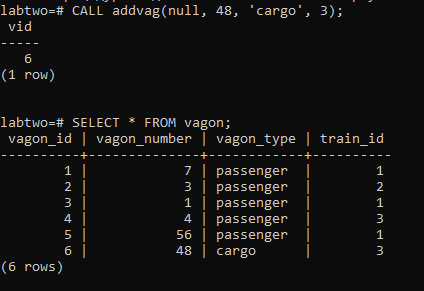 labtwo=# CALL addvag(null, 48, 'cargo', 3);
 vid
-----
   6
(1 row)
labtwo=# SELECT * FROM vagon;
 vagon_id | vagon_number | vagon_type | train_id
----------+--------------+------------+----------
        1 |            7 | passenger  |        1
        2 |            3 | passenger  |        2
        3 |            1 | passenger  |        1
        4 |            4 | passenger  |        3
        5 |           56 | passenger  |        1
        6 |           48 | cargo      |        3
(6 rows)